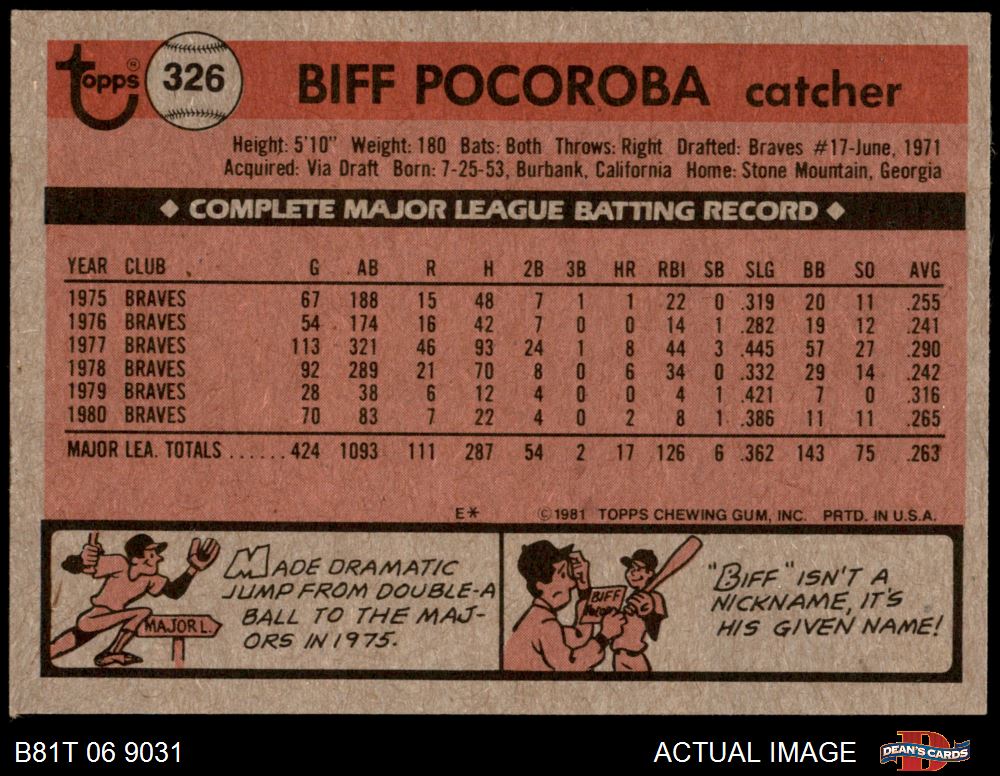 Topps® 326 BIFF POCOROBA catcher
Height: 5'10" Weight: 180 Bats: Both Throws: Right Drafted: Braves #17-June, 1971
Acquired: Via Draft Born: 7-25-53, Burbank, California Home: Stone Mountain, Georgia
◆ COMPLETE MAJOR LEAGUE BATTING RECORD ◆
YEAR CLUB G AB R H 2B 3B HR RBI SB SLG BB SO AVG
1975 BRAVES 67 188 15 48 7 1 1 22 0 .319 20 11 .255
1976 BRAVES 54 174 16 42 7 0 0 14 1 .282 19 12 .241
1977 BRAVES 113 321 46 93 24 1 8 44 3 .445 57 27 .290
1978 BRAVES 92 289 21 70 8 0 6 34 0 .332 29 14 .242
1979 BRAVES 28 38 6 12 4 0 0 4 1 .421 7 0 .316
1980 BRAVES 70 83 7 22 4 0 2 8 1 .386 11 11 .265
MAJOR LEA. TOTALS ......424 1093 111 287 54 2 17 126 6 .362 143 75 .263
E* ©1981 TOPPS CHEWING GUM, INC. PRTD. IN U.S.A.
MADE DRAMATIC
JUMP FROM DOUBLE-A
BALL TO THE MAJ-
ORS IN 1975.
MAJOR L.
BIFF
"BIFF" ISN'T A
NICKNAME, IT'S
HIS GIVEN NAME!
B81T 06 9031 ACTUAL IMAGE DEAN'S CARDS